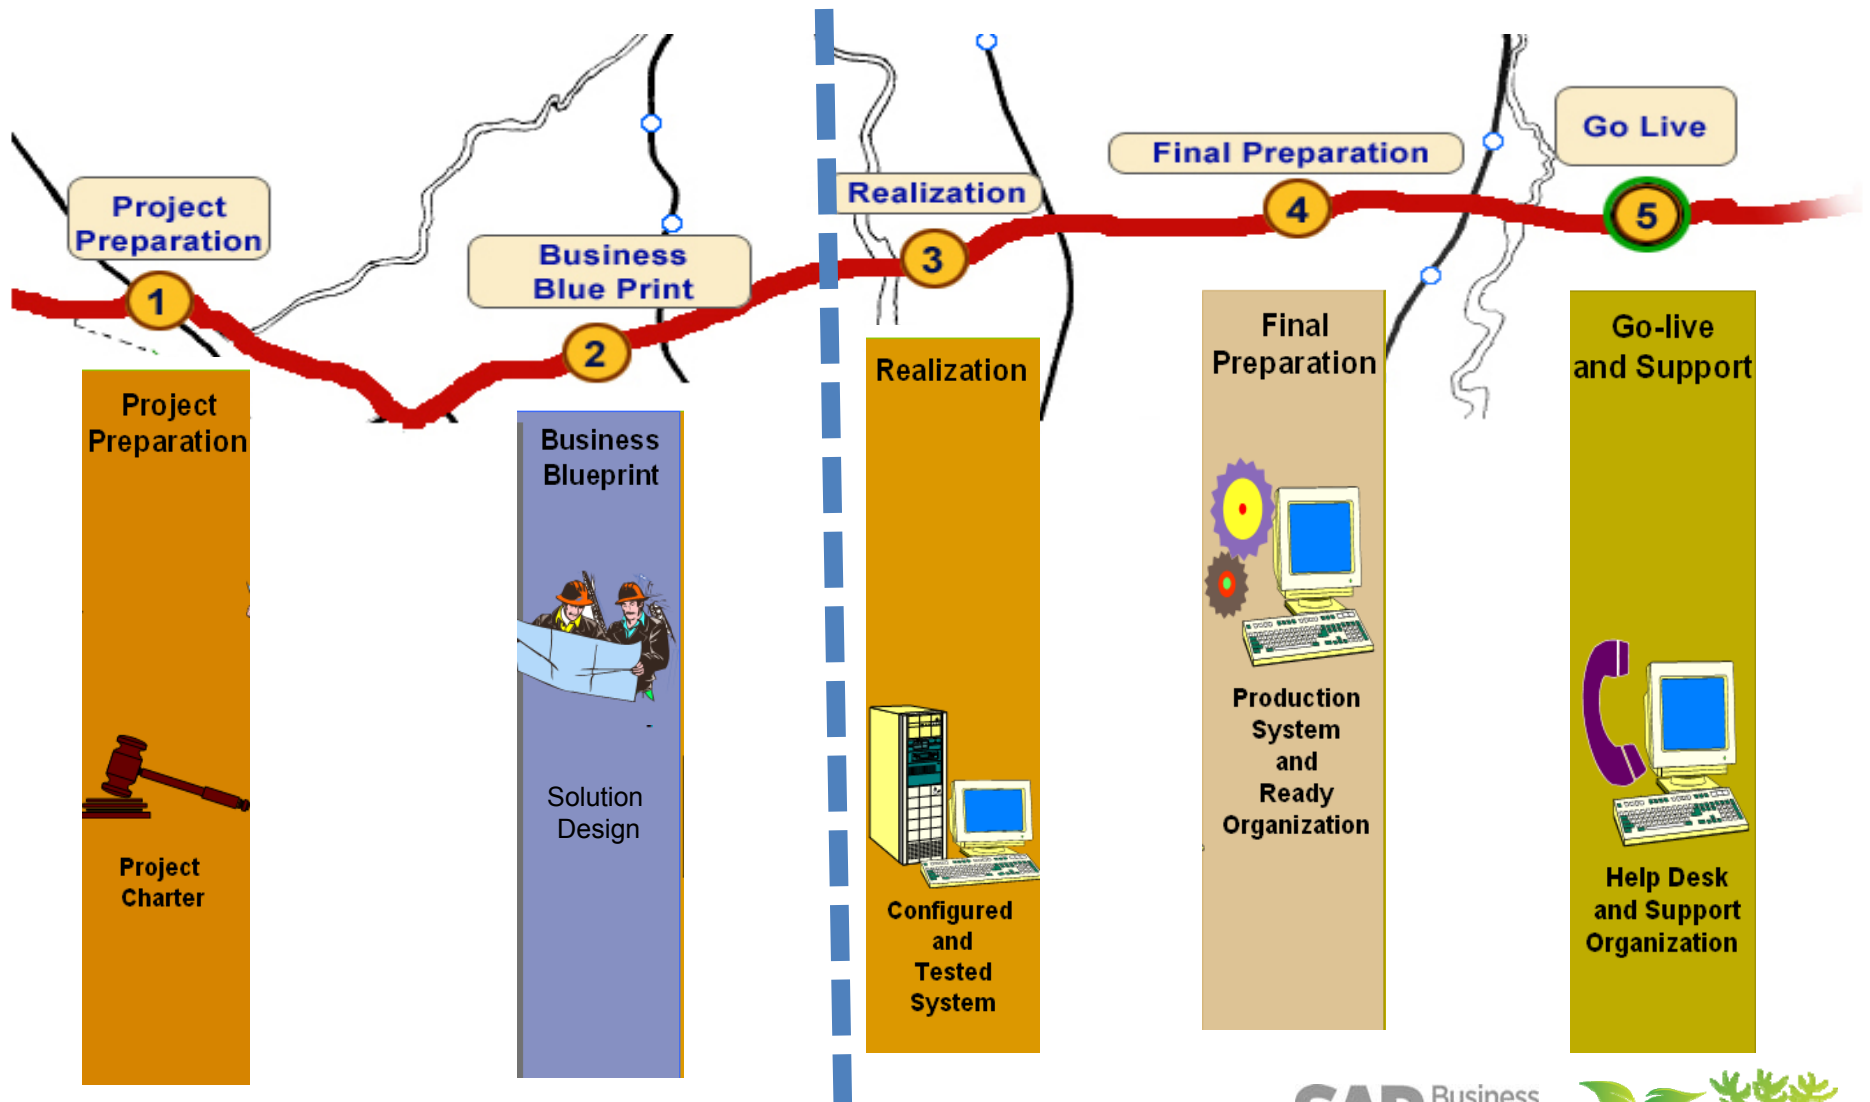 Project
Preparation
1
Business
Blue Print
2
Realization
3
Final Preparation
4
Go Live
5
Project
Preparation
Project
Charter
Business
Blueprint
Solution
Design
Realization
Configured
and
Tested
System
Final
Preparation
Production
System
and
Ready
Organization
Go-live
and Support
Help Desk
and Support
Organization
SAP Business